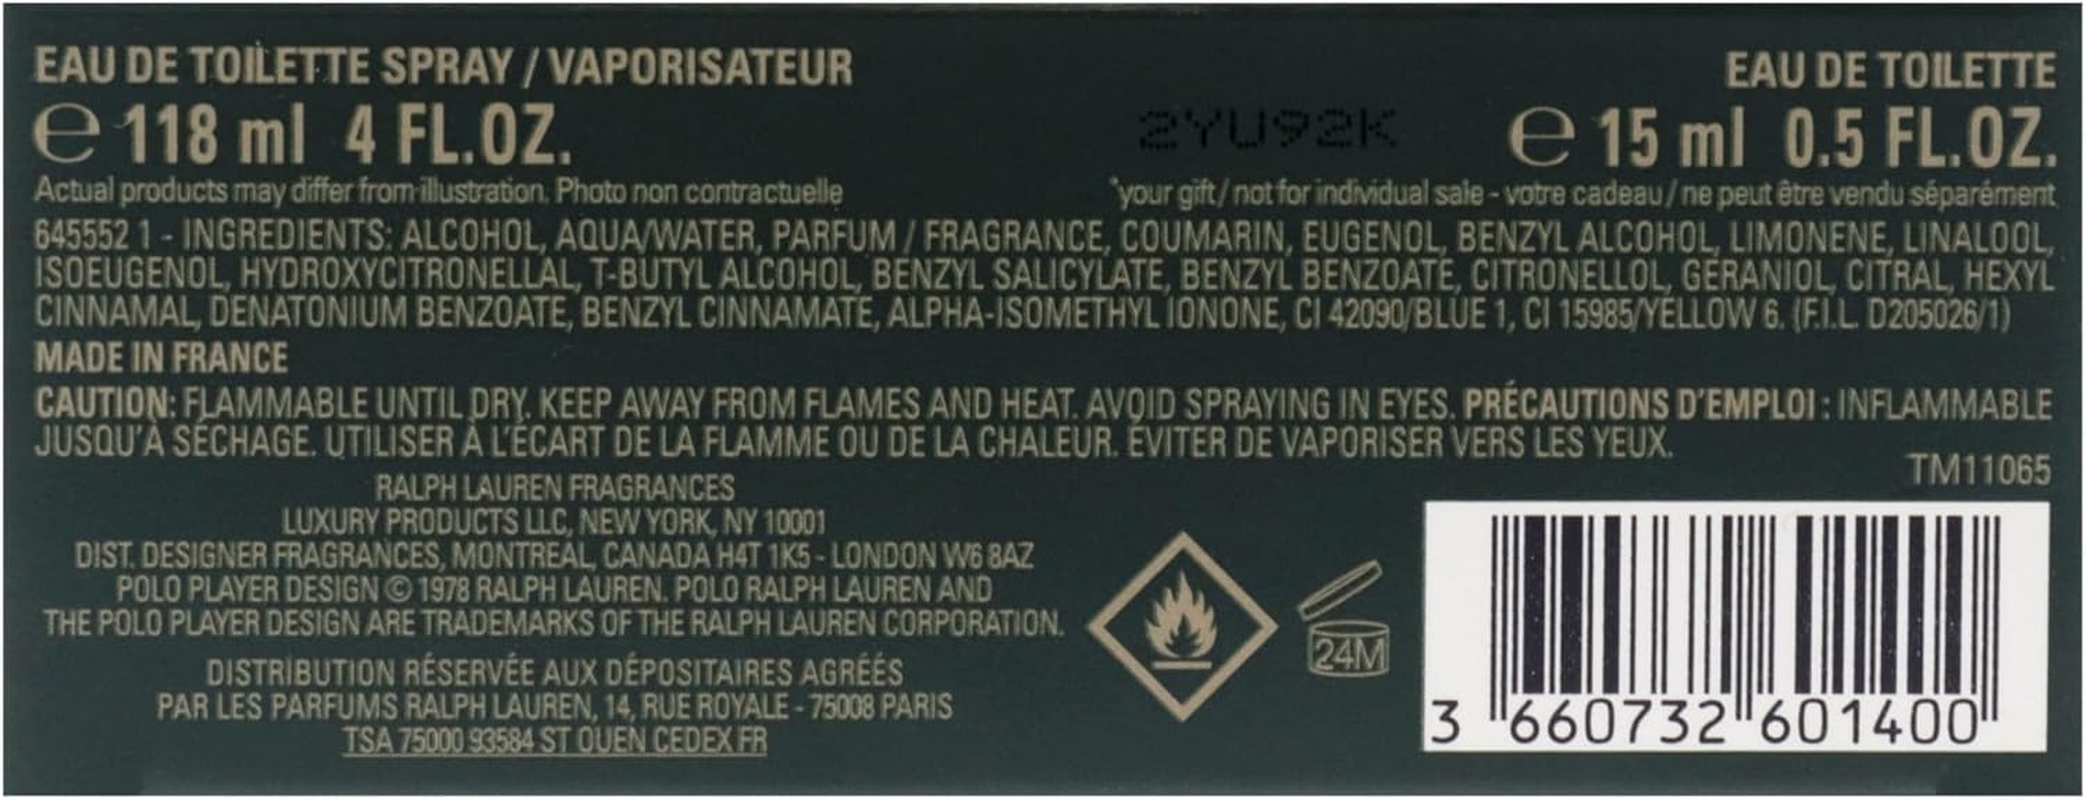 EAU DE TOILETTE SPRAY / VAPORISATEUR
℮ 118 ml 4 FL.OZ.
Actual products may differ from illustration. Photo non contractuelle
2YU92K
EAU DE TOILETTE
℮ 15 ml 0.5 FL.OZ.
*your gift / not for individual sale - votre cadeau / ne peut être vendu séparément
645552 1 - INGREDIENTS: ALCOHOL, AQUA/WATER, PARFUM / FRAGRANCE, COUMARIN, EUGENOL, BENZYL ALCOHOL, LIMONENE, LINALOOL,
ISOEUGENOL, HYDROXYCITRONELLAL, T-BUTYL ALCOHOL, BENZYL SALICYLATE, BENZYL BENZOATE, CITRONELLOL, GERANIOL, CITRAL, HEXYL
CINNAMAL, DENATONIUM BENZOATE, BENZYL CINNAMATE, ALPHA-ISOMETHYL IONONE, CI 42090/BLUE 1, CI 15985/YELLOW 6. (F.I.L. D205026/1)
MADE IN FRANCE
CAUTION: FLAMMABLE UNTIL DRY. KEEP AWAY FROM FLAMES AND HEAT. AVOID SPRAYING IN EYES. PRÉCAUTIONS D'EMPLOI : INFLAMMABLE
JUSQU'À SÉCHAGE. UTILISER À L'ÉCART DE LA FLAMME OU DE LA CHALEUR. ÉVITER DE VAPORISER VERS LES YEUX.
TM11065
RALPH LAUREN FRAGRANCES
LUXURY PRODUCTS LLC, NEW YORK, NY 10001
DIST. DESIGNER FRAGRANCES, MONTREAL, CANADA H4T 1K5 - LONDON W6 8AZ
POLO PLAYER DESIGN © 1978 RALPH LAUREN. POLO RALPH LAUREN AND
THE POLO PLAYER DESIGN ARE TRADEMARKS OF THE RALPH LAUREN CORPORATION.
DISTRIBUTION RÉSERVÉE AUX DÉPOSITAIRES AGRÉÉS
PAR LES PARFUMS RALPH LAUREN, 14, RUE ROYALE - 75008 PARIS
TSA 75000 93584 ST OUEN CEDEX FR
24M
3 660732 601400